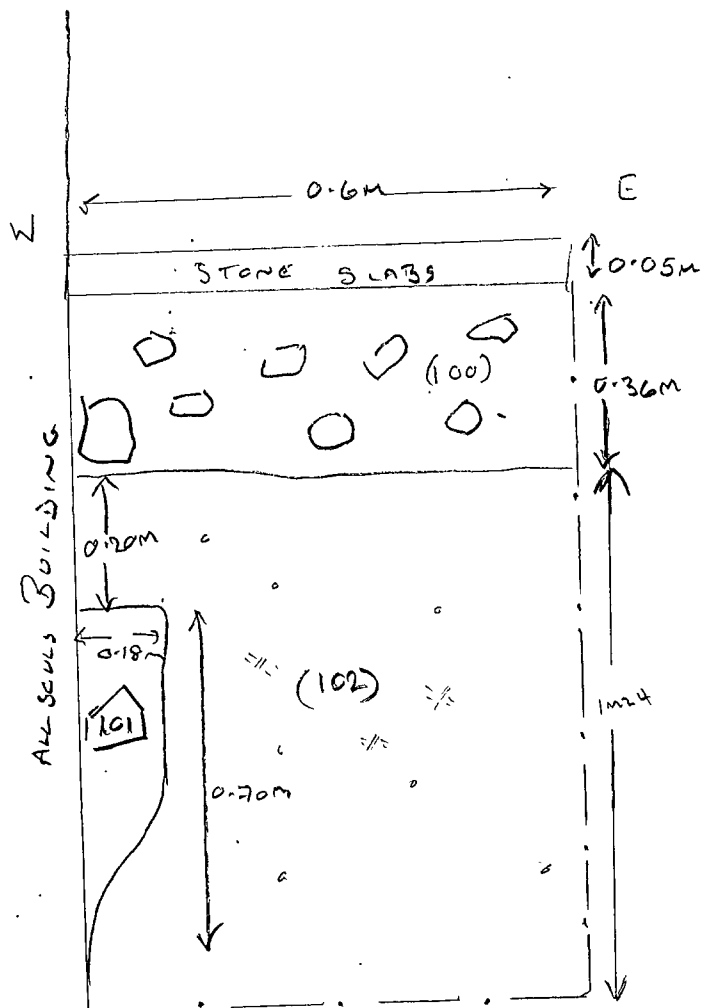 0.6M
E
W
STONE SLABS
0.05M
(100)
0.36M
ALL SOULS BUILDING
0.20M
0.18m
101
(102)
0.70M
1m24